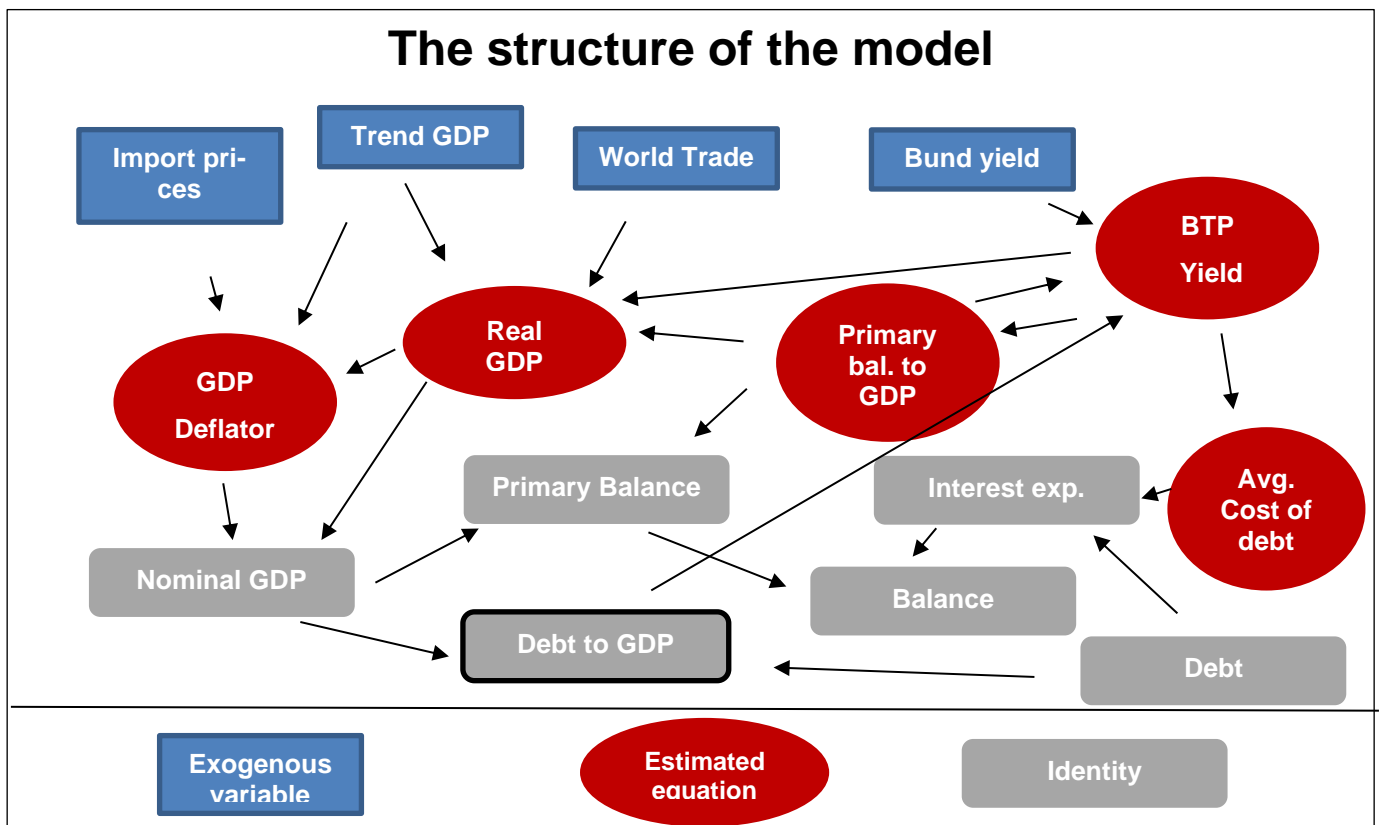 The structure of the model
Import pri-
ces
Trend GDP
World Trade
Bund yield
BTP
Yield
Real
GDP
Primary
bal. to
GDP
GDP
Deflator
Primary Balance
Interest exp.
Avg.
Cost of
debt
Nominal GDP
Balance
Debt to GDP
Debt
Exogenous
variable
Estimated
equation
Identity